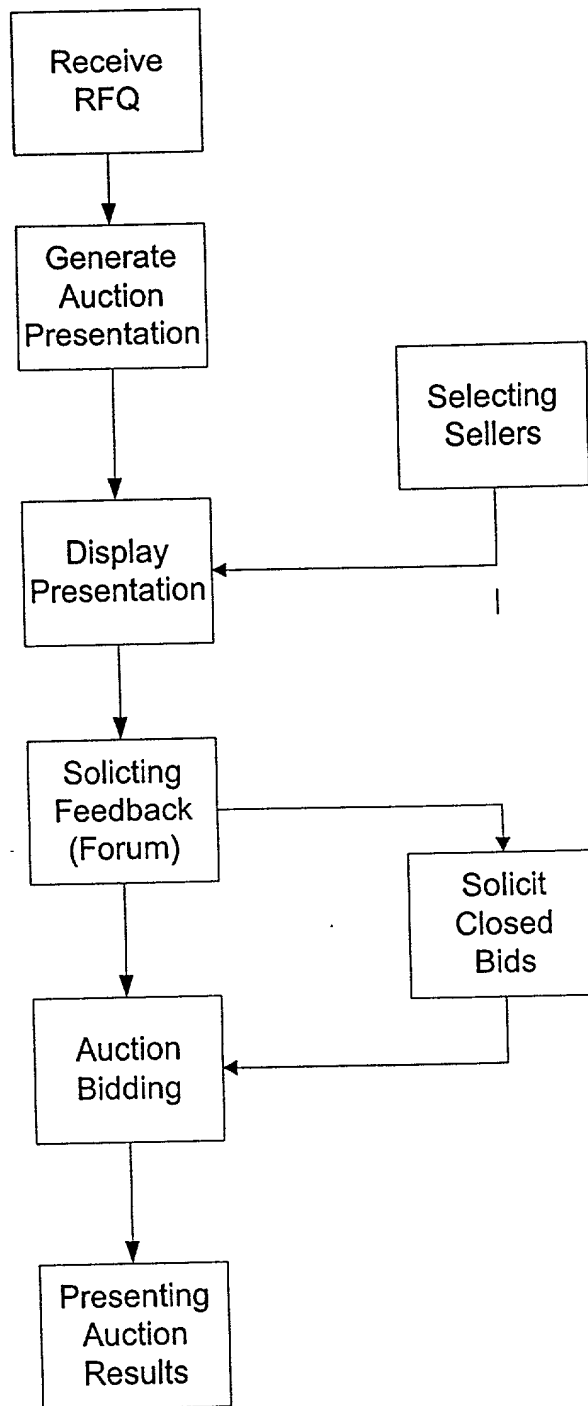 Receive
RFQ
Generate
Auction
Presentation
Selecting
Sellers
Display
Presentation
Solicting
Feedback
(Forum)
Solicit
Closed
Bids
Auction
Bidding
Presenting
Auction
Results